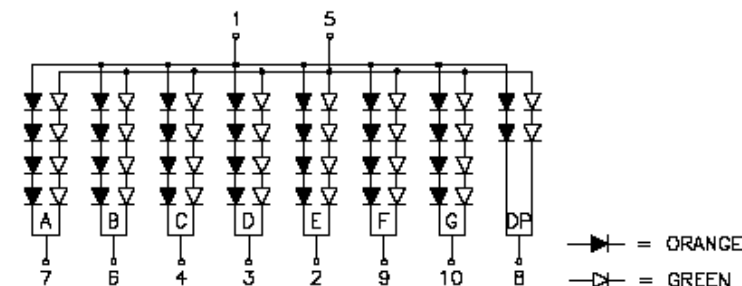 1 5
A B C D E F G DP
7 6 4 3 2 9 10 8
= ORANGE
= GREEN